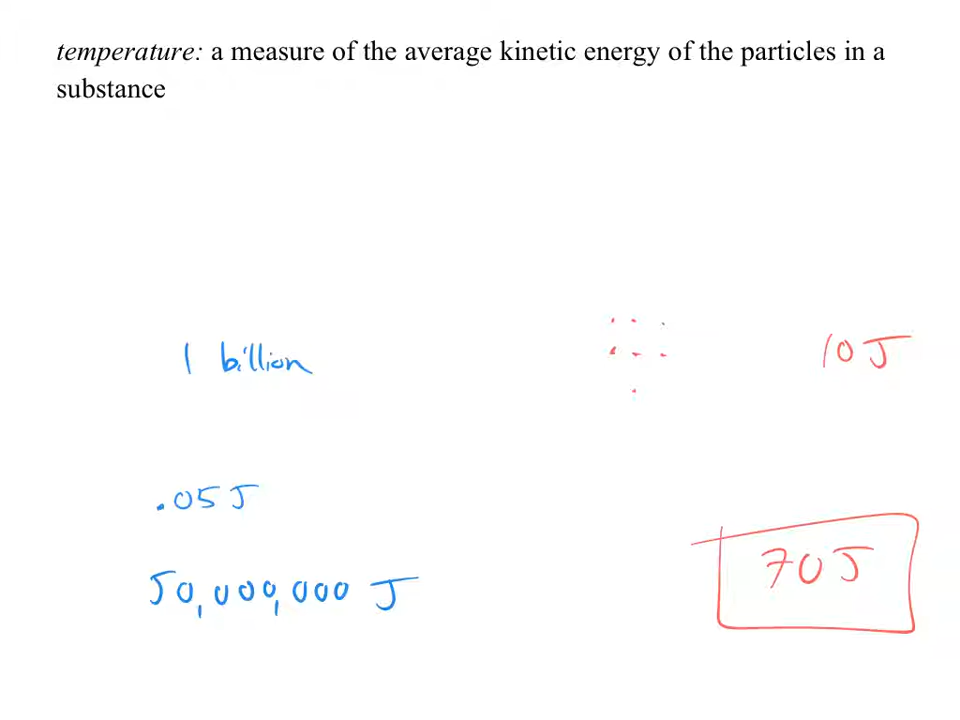 temperature: a measure of the average kinetic energy of the particles in a
substance
1 billion
10 J
.05 J
50,000,000 J
70 J